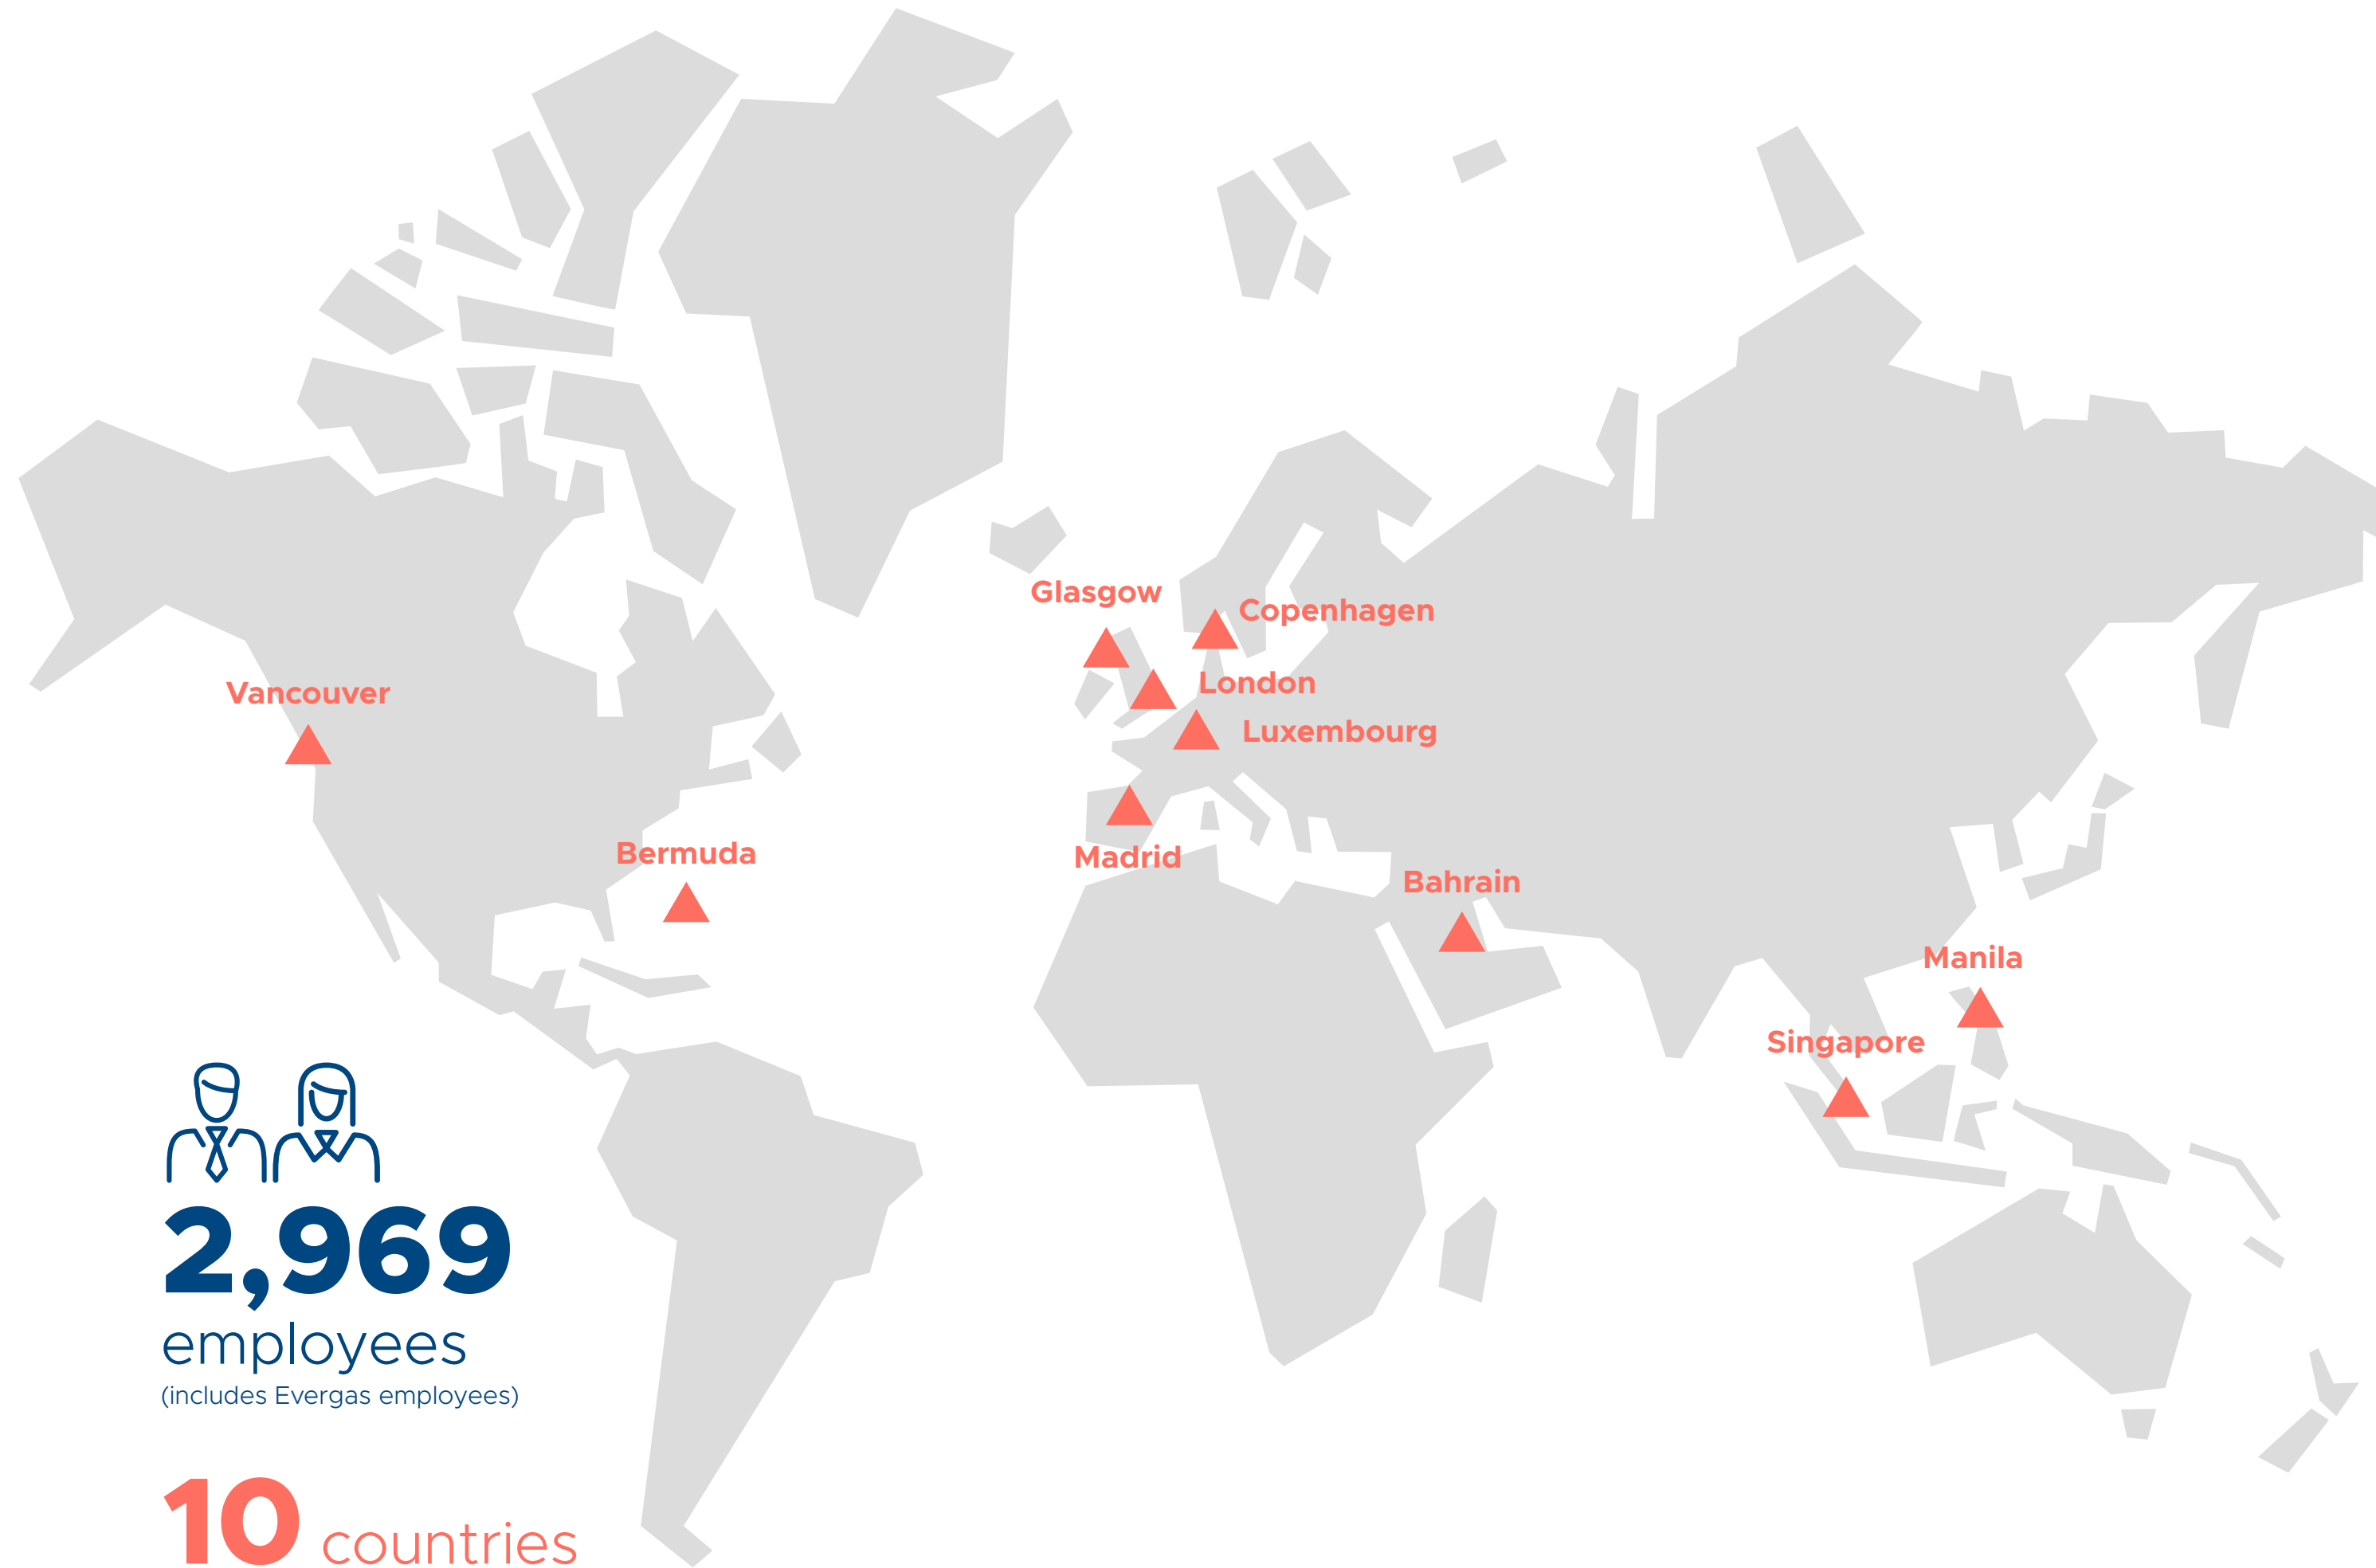 Glasgow
Copenhagen
London
Vancouver
Luxembourg
Bermuda
Madrid
Bahrain
Manila
Singapore
2,969
employees
(includes Evergas employees)
10 countries